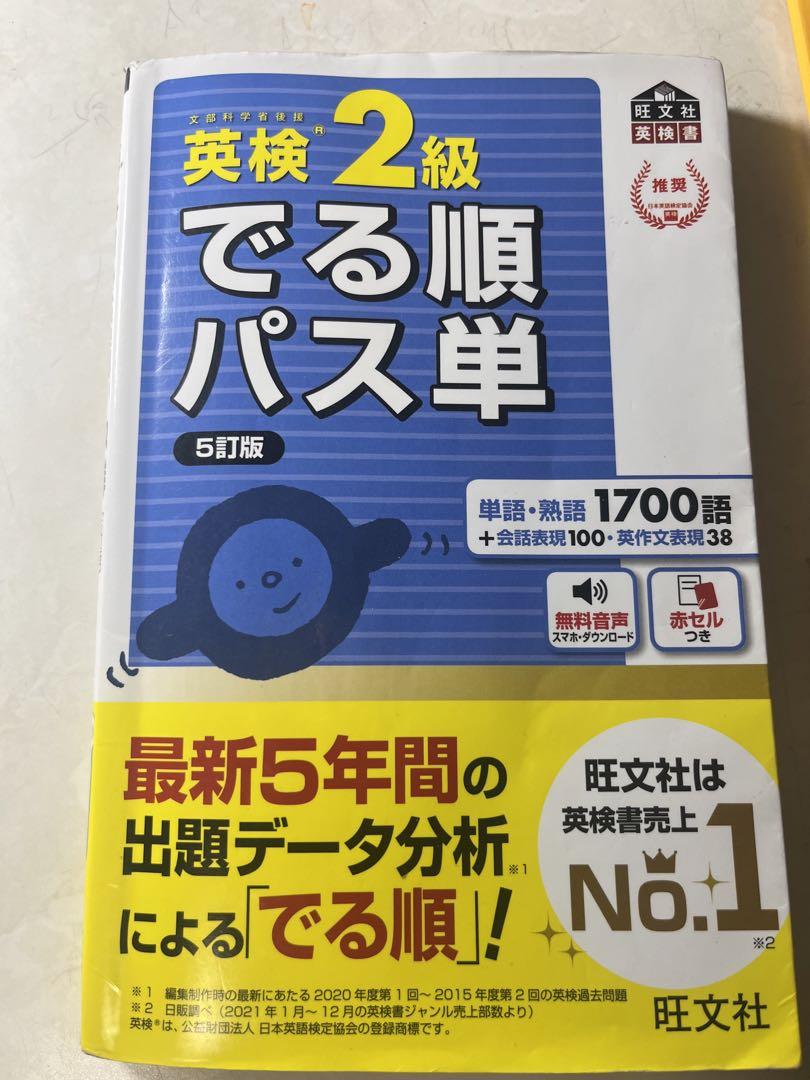 文部科学省後援
英検® 2級
でる順
パス単
5訂版
旺文社
英検書
推奨
日本英語検定協会
英検
単語・熟語 1700語
+会話表現100・英作文表現38
無料音声
スマホ・ダウンロード
赤セル
つき
最新5年間の
出題データ分析※1
による「でる順」!
旺文社は
英検書売上
No.1
※2
※1 編集制作時の最新にあたる2020年度第1回〜2015年度第2回の英検過去問題
※2 日販調べ(2021年1月〜12月の英検書ジャンル売上部数より)
英検®は、公益財団法人 日本英語検定協会の登録商標です。
旺文社